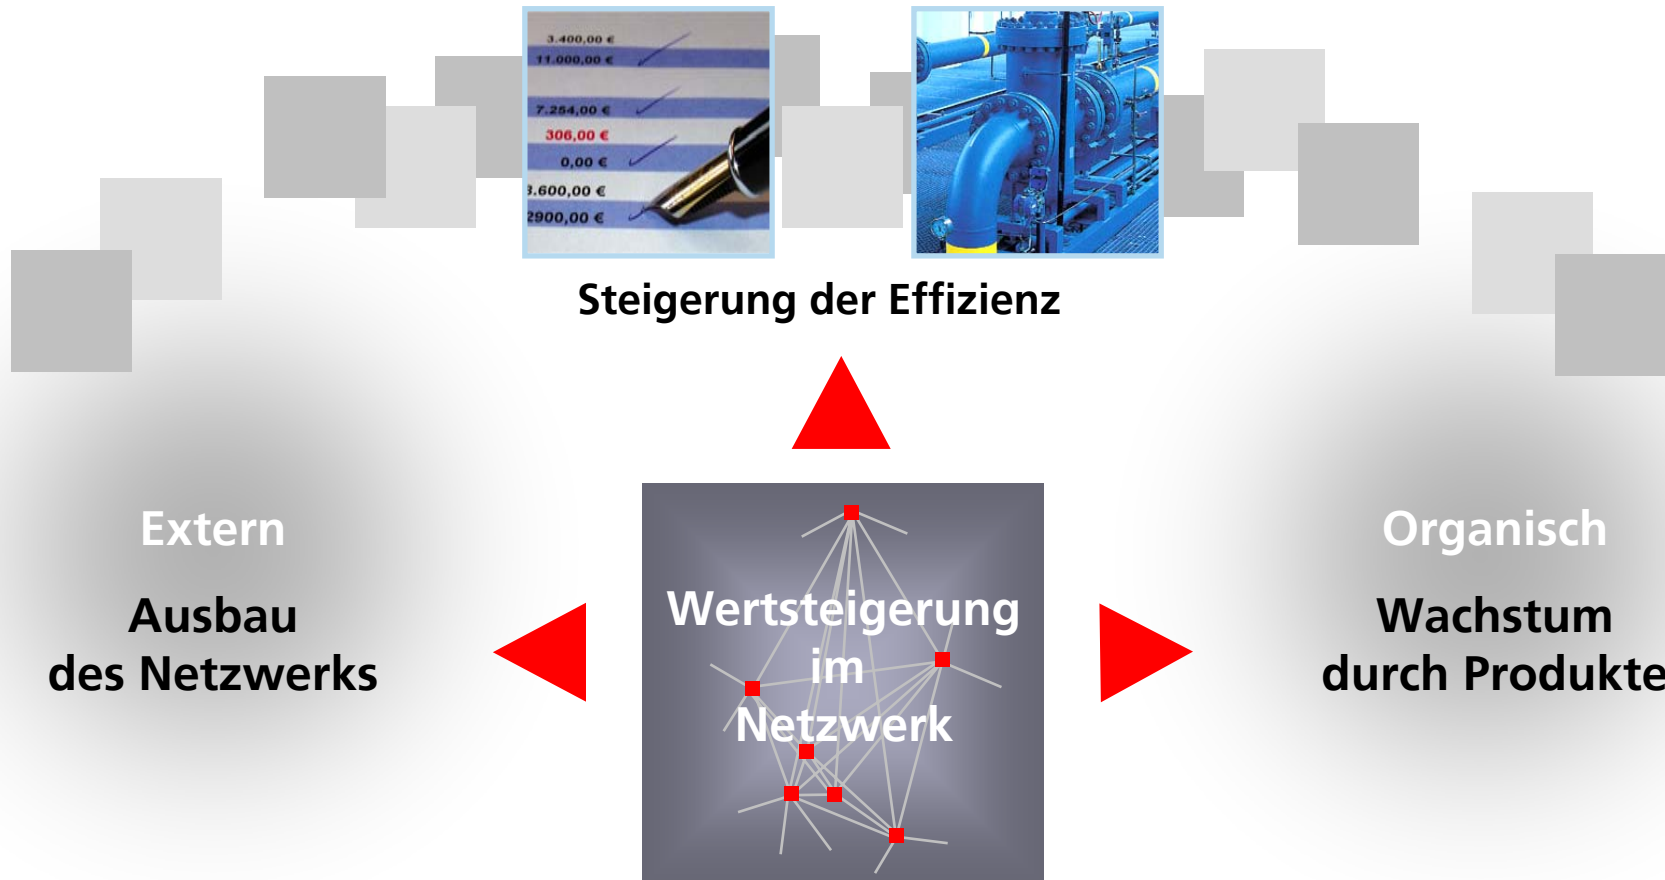 3.400,00 €
11.000,00 €
7.254,00 €
306,00 €
0,00 €
3.600,00 €
2900,00 €
Steigerung der Effizienz
Extern
Ausbau
des Netzwerks
Wertsteigerung
im
Netzwerk
Organisch
Wachstum
durch Produkte